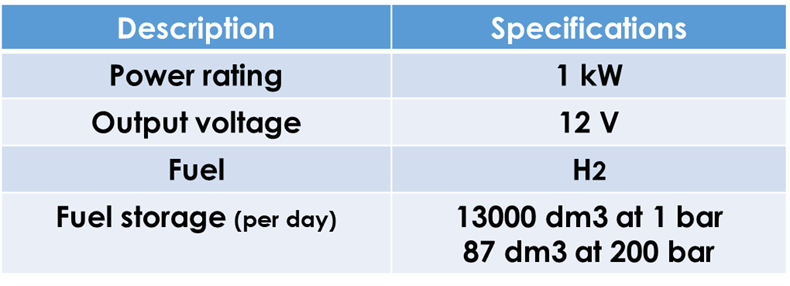 Description Specifications
Power rating 1 kW
Output voltage 12 V
Fuel H2
Fuel storage (per day) 13000 dm3 at 1 bar
87 dm3 at 200 bar